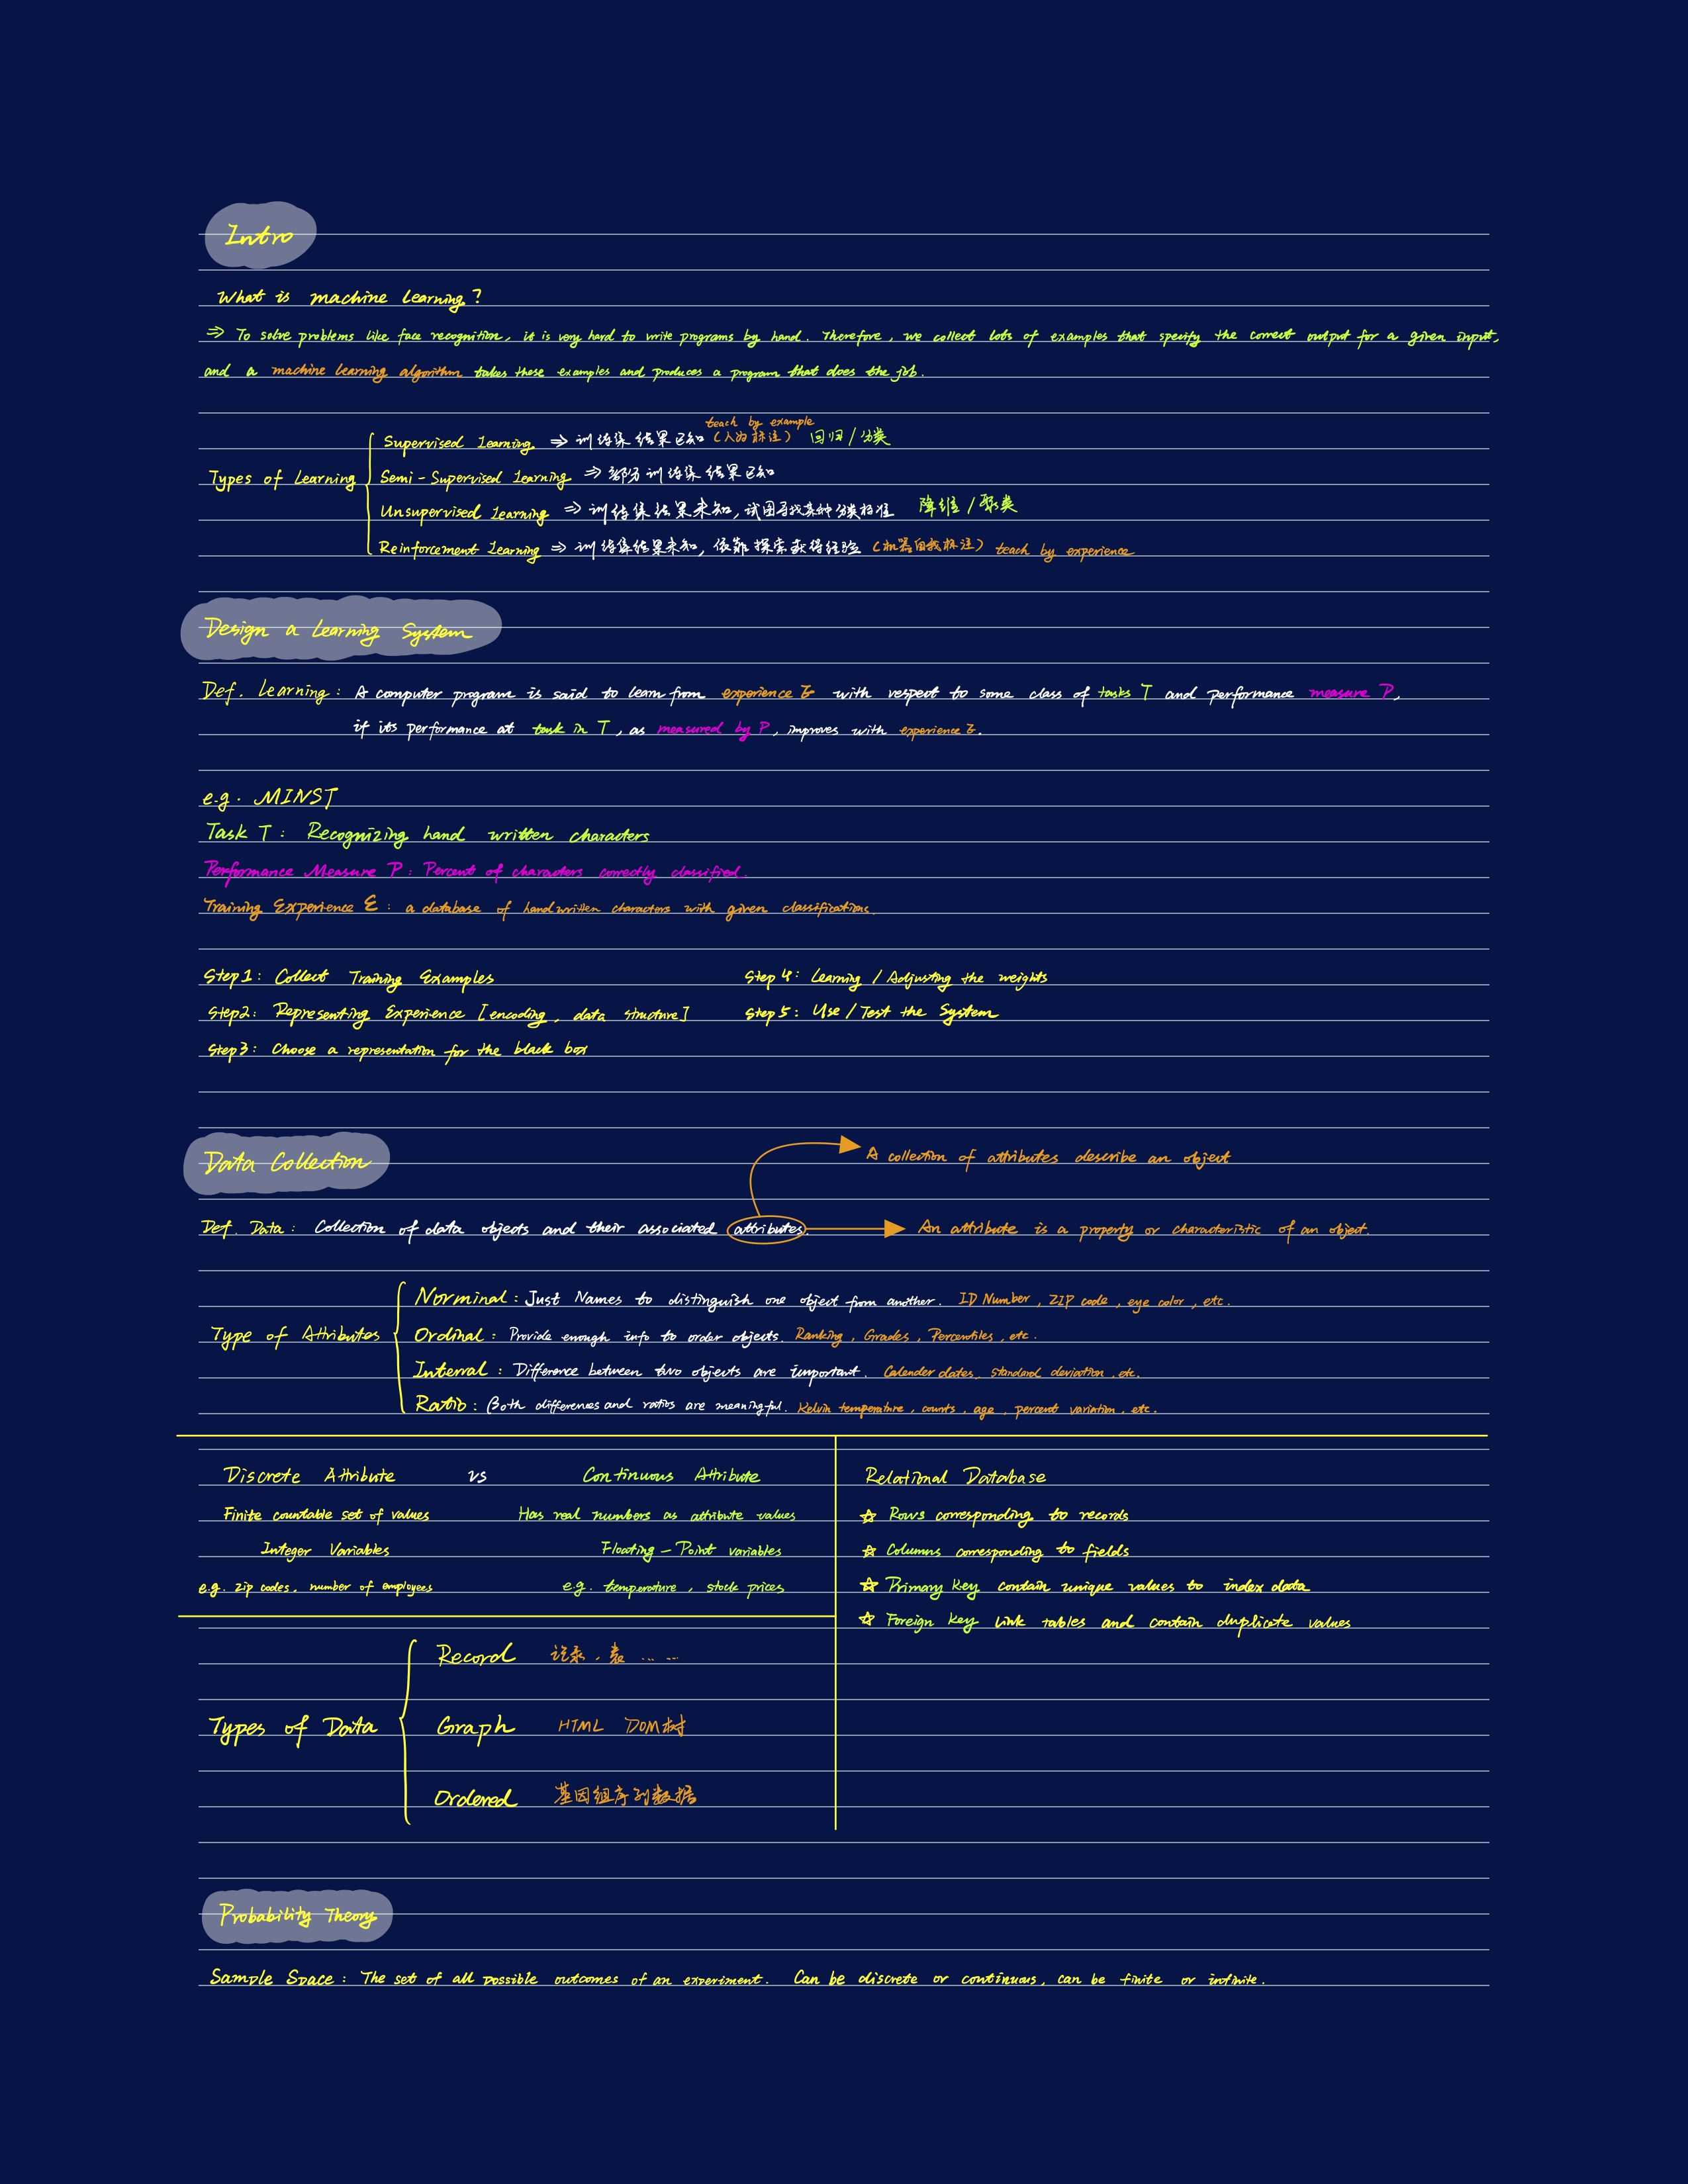 Intro
What is machine learning?
⇒ To solve problems like face recognition, it is very hard to write programs by hand. Therefore, we collect lots of examples that specify the correct output for a given input,
and a machine learning algorithm takes these examples and produces a program that does the job.
teach by example
Supervised Learning ⇒ 训练集结果已知（人为标注） 回归/分类
Types of Learning
Semi-Supervised Learning ⇒ 部分训练集结果已知
Unsupervised Learning ⇒ 训练集结果未知, 试图寻找某种分类标准 降维/聚类
Reinforcement Learning ⇒ 训练集结果未知, 依靠探索获得经验（机器自我标注）teach by experience
Design a Learning System
Def. Learning: A computer program is said to learn from experience E with respect to some class of tasks T and performance measure P,
if its performance at task in T, as measured by P, improves with experience E.
e.g. MINST
Task T: Recognizing hand written characters
Performance Measure P: Percent of characters correctly classified.
Training Experience E: a database of handwritten characters with given classifications.
Step1: Collect Training Examples Step4: Learning / Adjusting the weights
Step2: Representing Experience [encoding, data structure] Step5: Use / Test the System
Step3: Choose a representation for the black box
Data Collection
A collection of attributes describe an object
Def. Data: Collection of data objects and their associated attributes. An attribute is a property or characteristic of an object.
Norminal: Just Names to distinguish one object from another. ID Number, ZIP code, eye color, etc.
Type of Attributes
Ordinal: Provide enough info to order objects. Ranking, Grades, Percentiles, etc.
Interval: Difference between two objects are important. Calender dates, standard deviation, etc.
Ratio: Both differences and ratios are meaningful. Kelvin temperature, counts, age, percent variation, etc.
Discrete Attribute vs Continuous Attribute
Finite countable set of values Has real numbers as attribute values
Integer Variables Floating-Point variables
e.g. zip codes, number of employees e.g. temperature, stock prices
Relational Database
☆ Rows corresponding to records
☆ Columns corresponding to fields
☆ Primary key contain unique values to index data
☆ Foreign key link tables and contain duplicate values
Record 记录, 表 ... ...
Types of Data
Graph HTML DOM树
Ordered 基因组序列数据
Probability Theory
Sample Space: The set of all possible outcomes of an experiment. Can be discrete or continuous, can be finite or infinite.